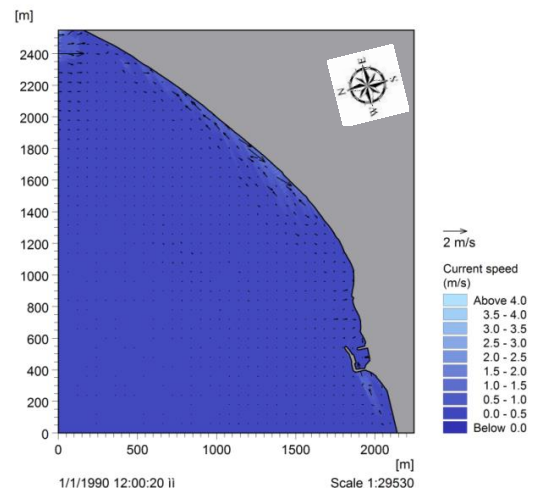 [m]
2400
2200
2000
1800
1600
1400
1200
1000
800
600
400
200
0
0 500 1000 1500 2000
[m]
1/1/1990 12:00:20 ìì
Scale 1:29530
N
E
S
W
2 m/s
Current speed
(m/s)
Above 4.0
3.5 - 4.0
3.0 - 3.5
2.5 - 3.0
2.0 - 2.5
1.5 - 2.0
1.0 - 1.5
0.5 - 1.0
0.0 - 0.5
Below 0.0